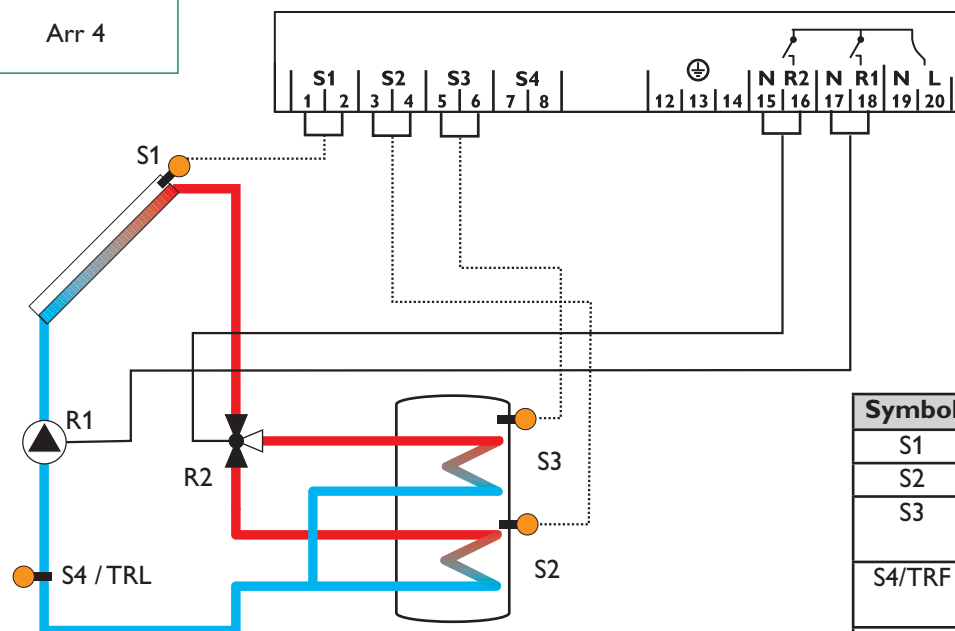 Arr 4
S1 S2 S3 S4 N R2 N R1 N L
1 2 3 4 5 6 7 8 12 13 14 15 16 17 18 19 20
S1
R1
R2
S3
S2
S4 / TRL
Symbol
S1
S2
S3
S4/TRF